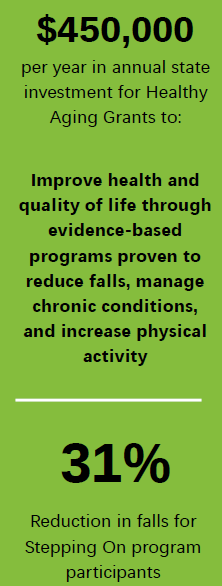 $450,000
per year in annual state
investment for Healthy
Aging Grants to:
Improve health and
quality of life through
evidence-based
programs proven to
reduce falls, manage
chronic conditions,
and increase physical
activity
31%
Reduction in falls for
Stepping On program
participants